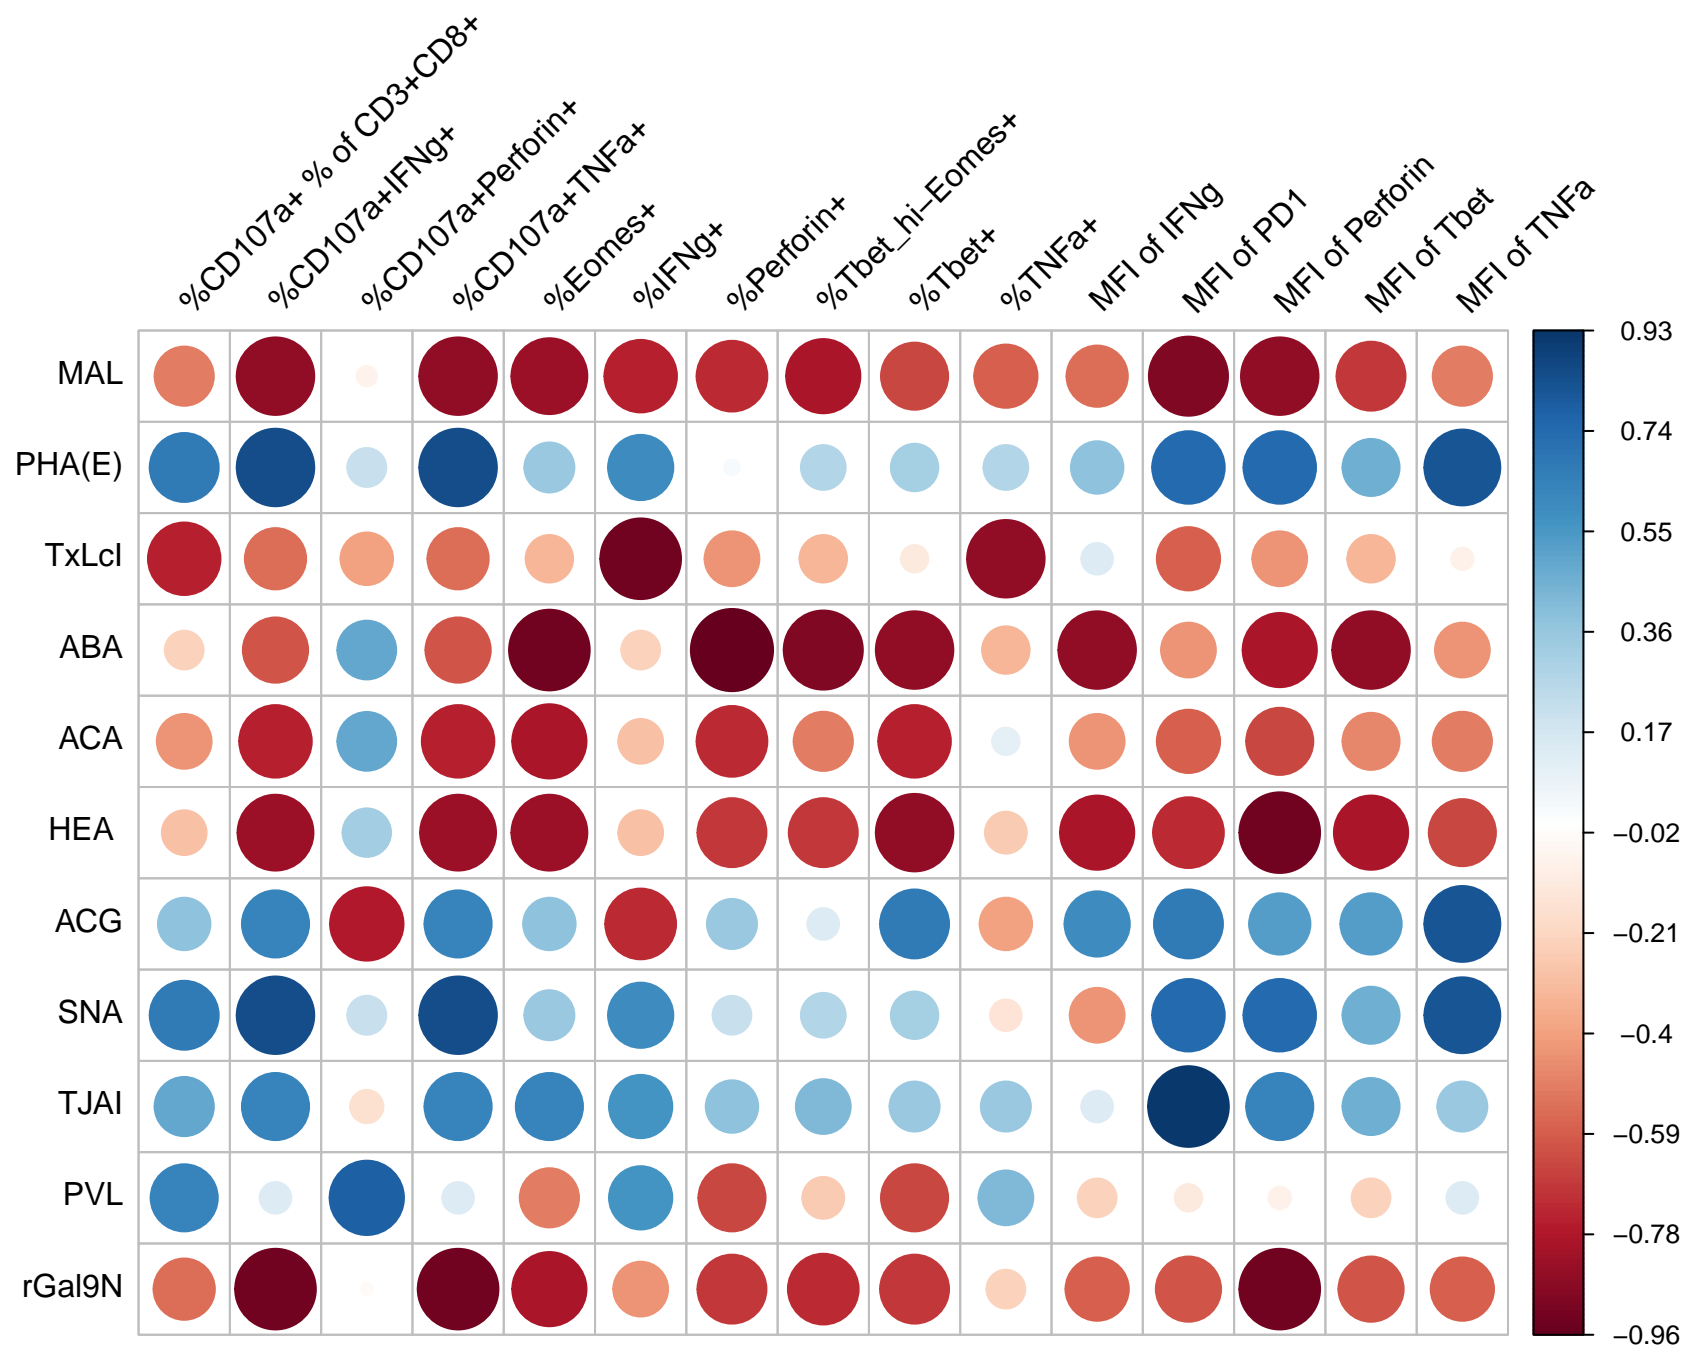 %CD107a+ % of CD3+CD8+
%CD107a+IFNg+
%CD107a+Perforin+
%CD107a+TNFa+
%Eomes+
%IFNg+
%Perforin+
%Tbet_hi−Eomes+
%Tbet+
%TNFa+
MFI of IFNg
MFI of PD1
MFI of Perforin
MFI of Tbet
MFI of TNFa
MAL
PHA(E)
TxLcI
ABA
ACA
HEA
ACG
SNA
TJAI
PVL
rGal9N
0.93
0.74
0.55
0.36
0.17
−0.02
−0.21
−0.4
−0.59
−0.78
−0.96